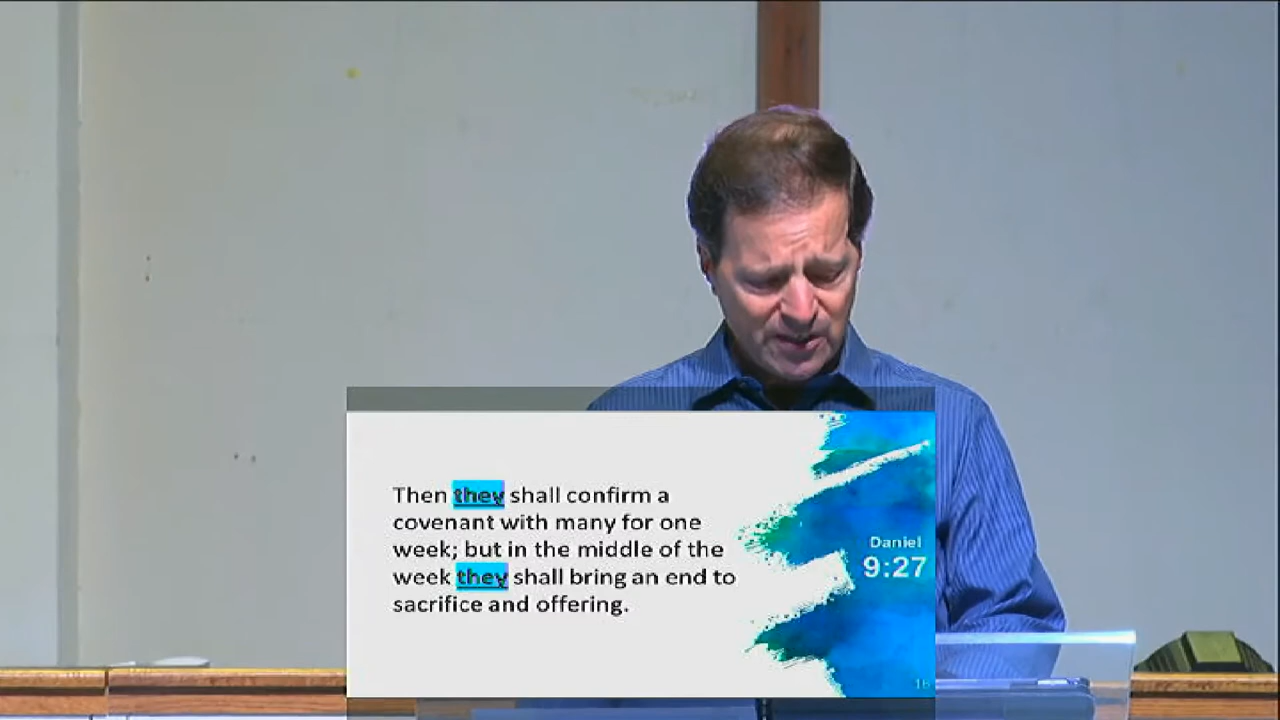 Then they shall confirm a
covenant with many for one
week; but in the middle of the
week they shall bring an end to
sacrifice and offering.
Daniel
9:27
16